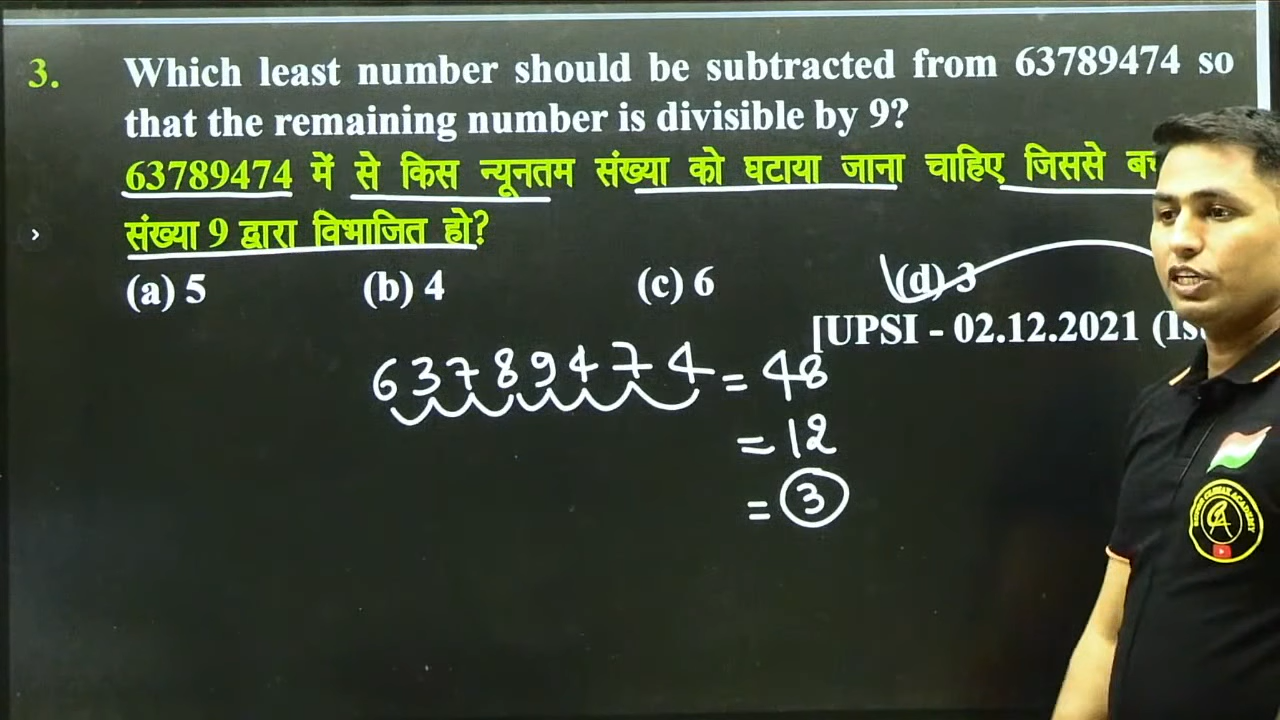 3. Which least number should be subtracted from 63789474 so
that the remaining number is divisible by 9?
63789474 में से किस न्यूनतम संख्या को घटाया जाना चाहिए जिससे
संख्या 9 द्वारा विभाजित हो?
(a) 5 (b) 4 (c) 6 (d) 3
[UPSI - 02.12.2021
63789474 = 48
= 12
= 3